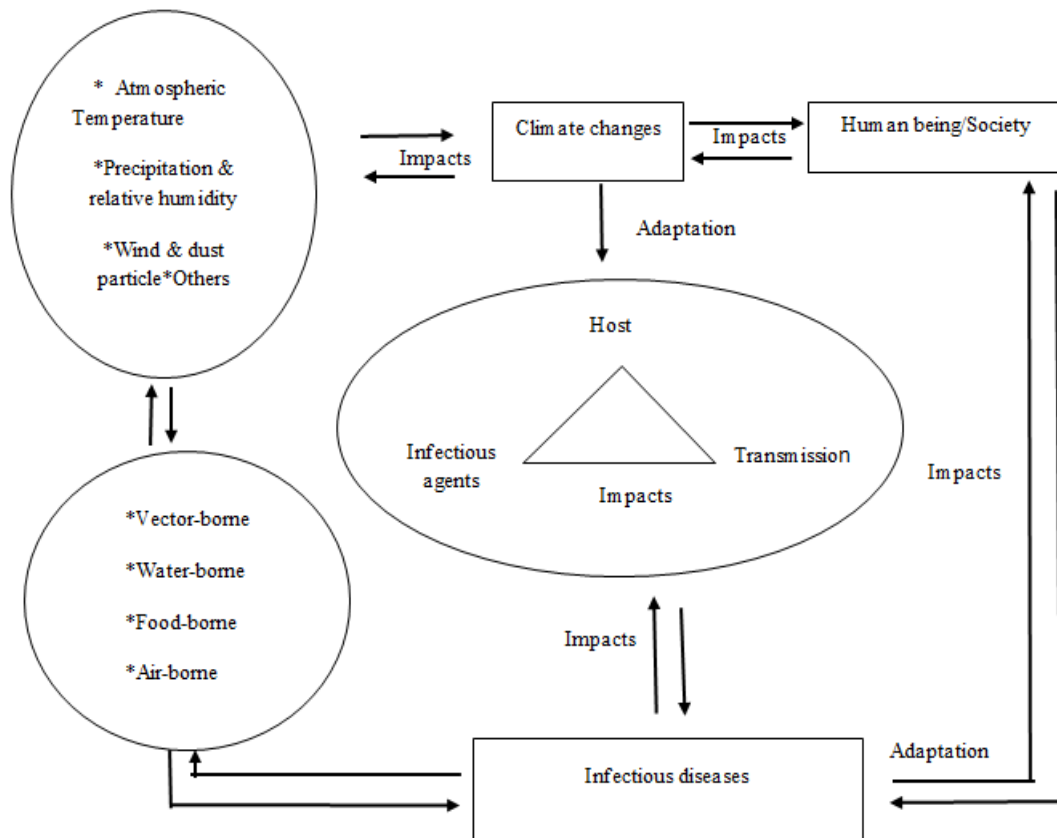 * Atmospheric
Temperature
*Precipitation &
relative humidity
*Wind & dust
particle*Others
Impacts
Climate changes
Impacts
Human being/Society
Adaptation
Host
Infectious
agents
Transmission
Impacts
Impacts
*Vector-borne
*Water-borne
*Food-borne
*Air-borne
Impacts
Infectious diseases
Adaptation